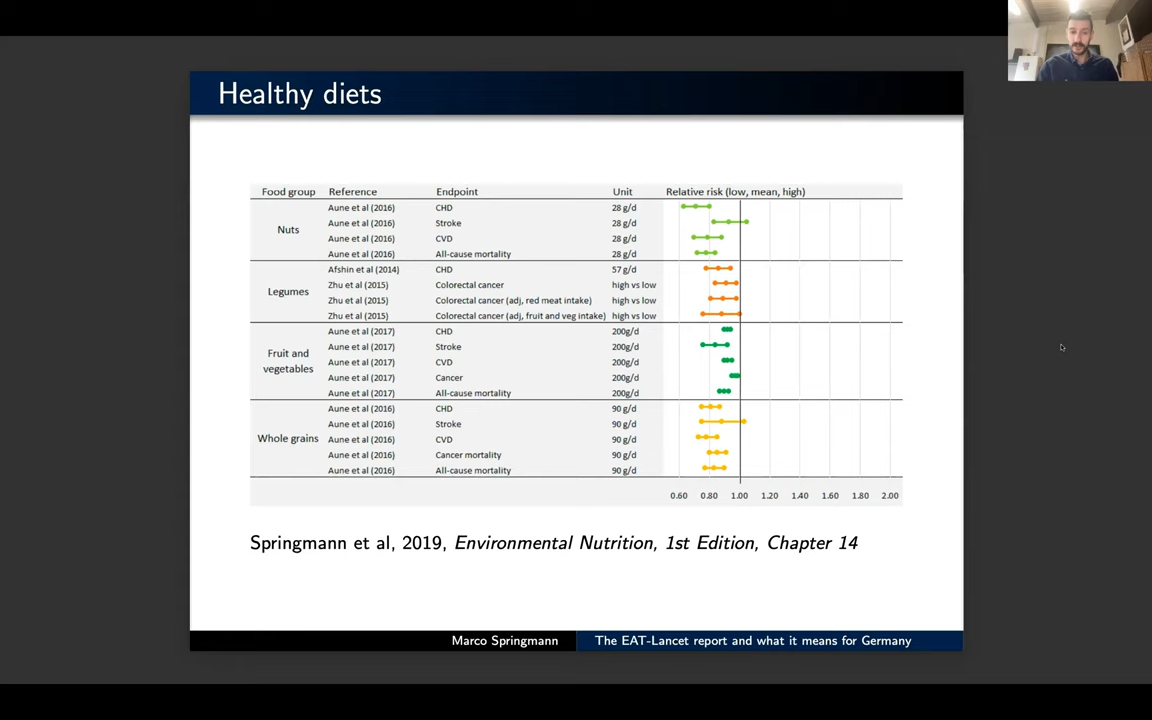 Healthy diets
Food group Reference Endpoint Unit Relative risk (low, mean, high)
Nuts
Aune et al (2016) CHD 28 g/d
Aune et al (2016) Stroke 28 g/d
Aune et al (2016) CVD 28 g/d
Aune et al (2016) All-cause mortality 28 g/d
Legumes
Afshin et al (2014) CHD 57 g/d
Zhu et al (2015) Colorectal cancer high vs low
Zhu et al (2015) Colorectal cancer (adj, red meat intake) high vs low
Zhu et al (2015) Colorectal cancer (adj, fruit and veg intake) high vs low
Fruit and
vegetables
Aune et al (2017) CHD 200g/d
Aune et al (2017) Stroke 200g/d
Aune et al (2017) CVD 200g/d
Aune et al (2017) Cancer 200g/d
Aune et al (2017) All-cause mortality 200g/d
Whole grains
Aune et al (2016) CHD 90 g/d
Aune et al (2016) Stroke 90 g/d
Aune et al (2016) CVD 90 g/d
Aune et al (2016) Cancer mortality 90 g/d
Aune et al (2016) All-cause mortality 90 g/d
0.60 0.80 1.00 1.20 1.40 1.60 1.80 2.00
Springmann et al, 2019, Environmental Nutrition, 1st Edition, Chapter 14
Marco Springmann The EAT-Lancet report and what it means for Germany